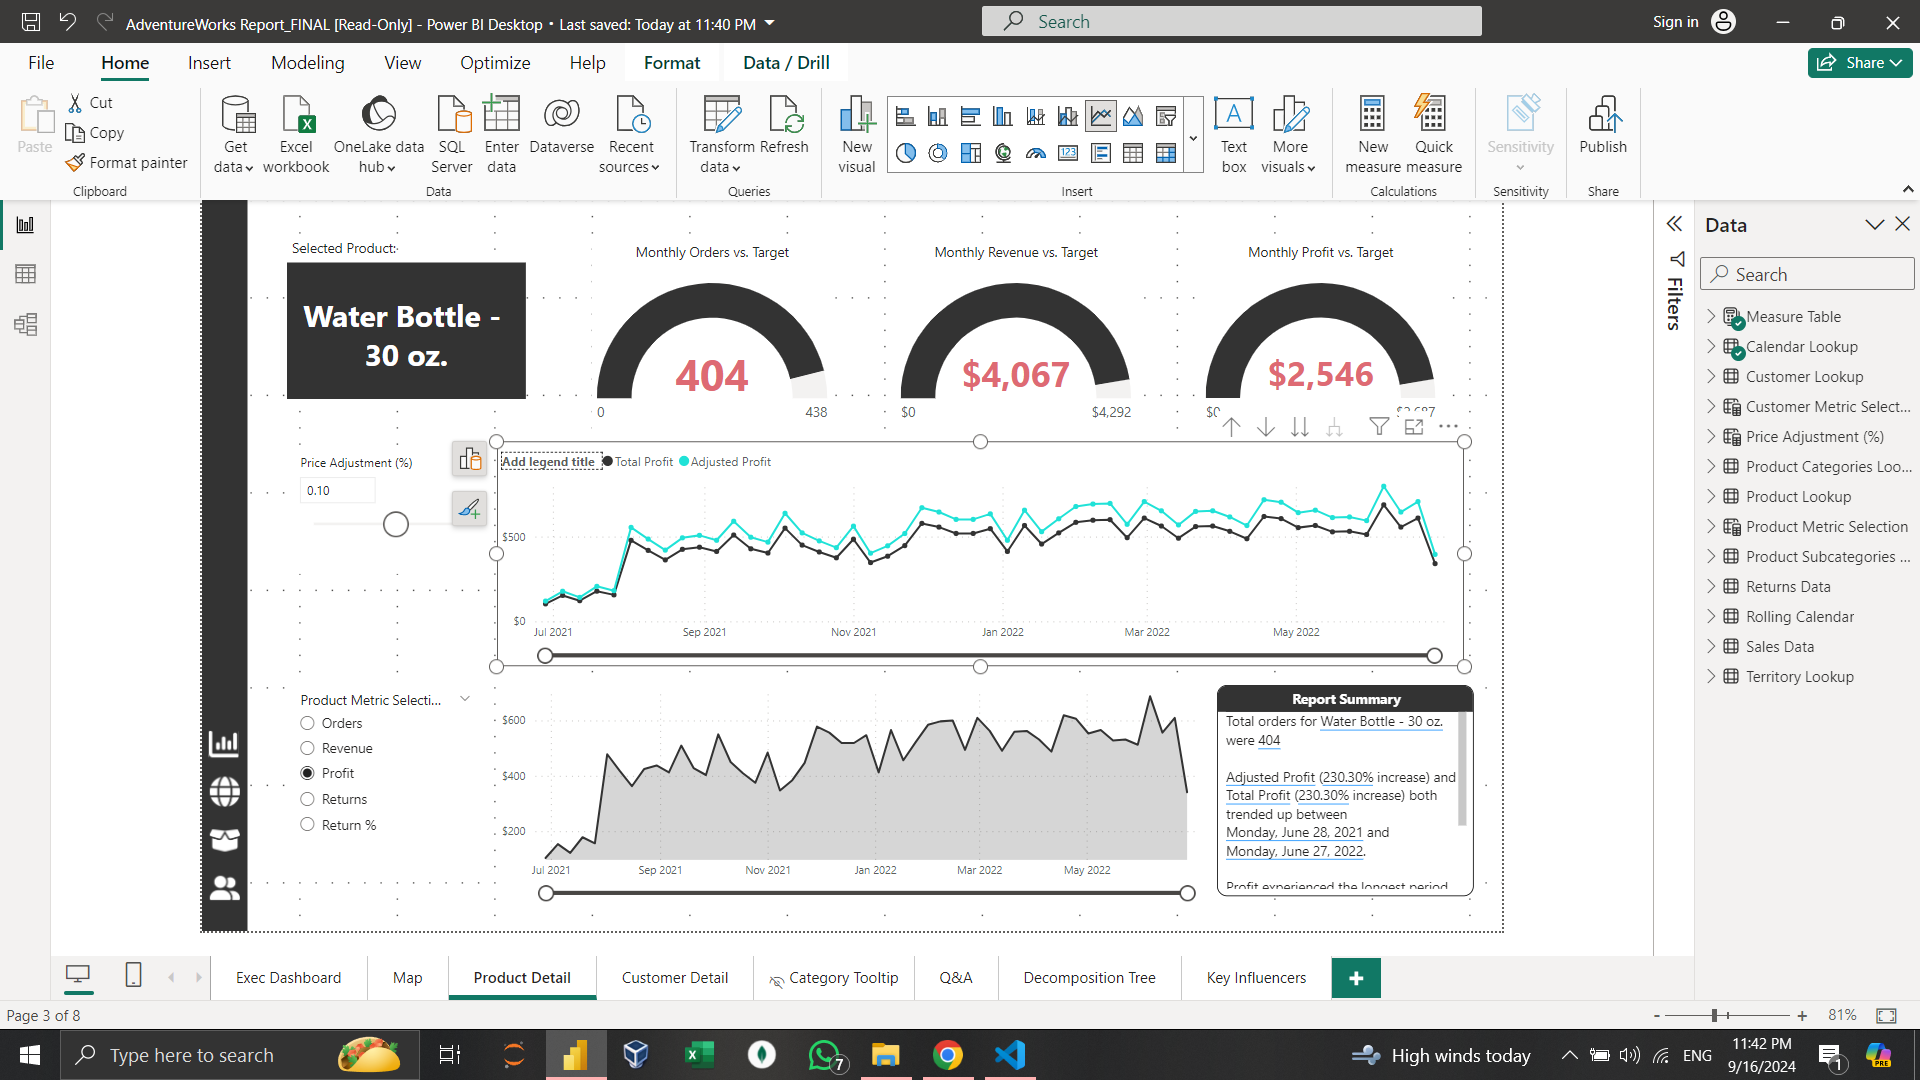 AdventureWorks Report_FINAL [Read-Only] - Power BI Desktop • Last saved: Today at 11:40 PM
Search
Sign in
File Home Insert Modeling View Optimize Help Format Data / Drill
Share
Paste
Cut
Copy
Format painter
Clipboard
Get data
Excel workbook
OneLake data hub
SQL Server
Enter data
Dataverse
Recent sources
Data
Transform data
Refresh
Queries
New visual
123
A
Text box
More visuals
Insert
New measure
Quick measure
Calculations
Sensitivity
Sensitivity
Publish
Share
Selected Product:
Water Bottle -
30 oz.
Monthly Orders vs. Target
404
0 438
Monthly Revenue vs. Target
$4,067
$0 $4,292
Monthly Profit vs. Target
$2,546
Price Adjustment (%)
0.10
Add legend title Total Profit Adjusted Profit
$500
$0
Jul 2021 Sep 2021 Nov 2021 Jan 2022 Mar 2022 May 2022
Product Metric Selecti...
Orders
Revenue
Profit
Returns
Return %
$600
$400
$200
Jul 2021 Sep 2021 Nov 2021 Jan 2022 Mar 2022 May 2022
Report Summary
Total orders for Water Bottle - 30 oz.
were 404
Adjusted Profit (230.30% increase) and
Total Profit (230.30% increase) both
trended up between
Monday, June 28, 2021 and
Monday, June 27, 2022.
Profit experienced the longest period
Filters
Data
Search
Measure Table
Calendar Lookup
Customer Lookup
Customer Metric Select...
Price Adjustment (%)
Product Categories Loo...
Product Lookup
Product Metric Selection
Product Subcategories ...
Returns Data
Rolling Calendar
Sales Data
Territory Lookup
Exec Dashboard Map Product Detail Customer Detail Category Tooltip Q&A Decomposition Tree Key Influencers
Page 3 of 8
81%
Type here to search
7
High winds today
ENG
11:42 PM
9/16/2024
1
PRE